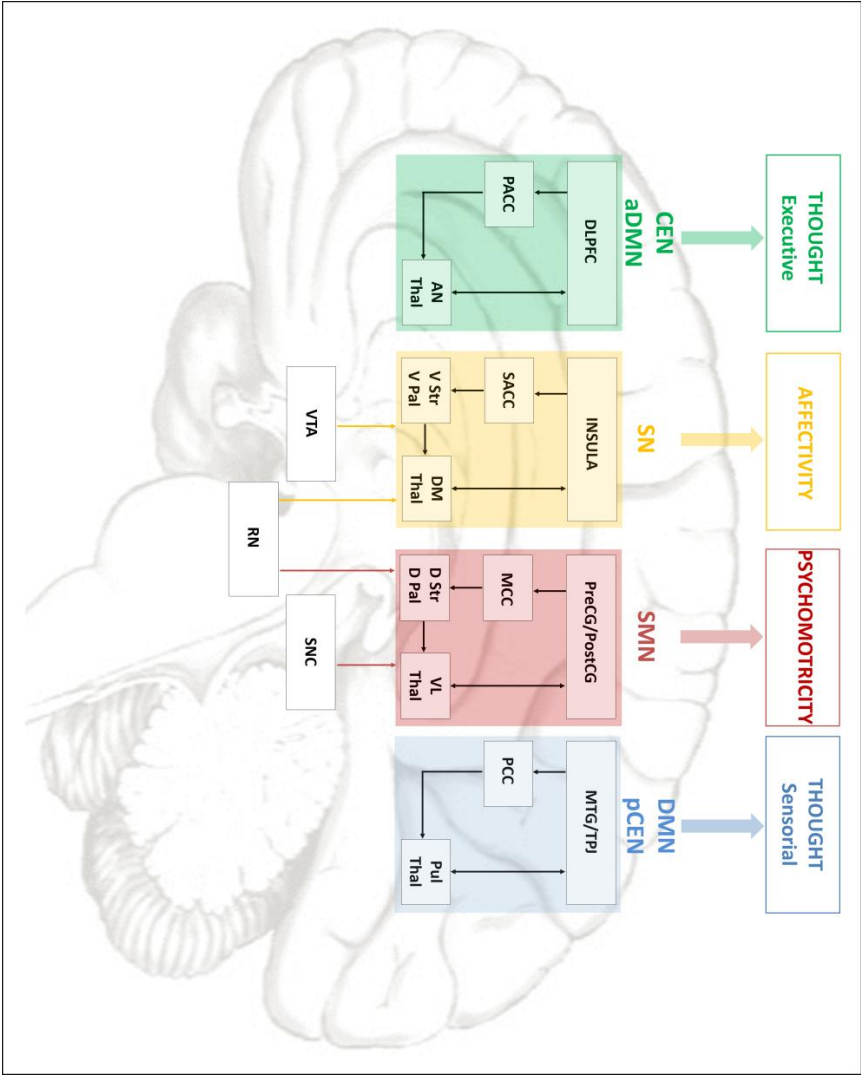 THOUGHT
Executive
AFFECTIVITY
PSYCHOMOTRICITY
THOUGHT
Sensorial
CEN
aDMN
SN
SMN
DMN
pCEN
DLPFC
INSULA
PreCG/PostCG
MTG/TPJ
PACC
SACC
MCC
PCC
AN
Thal
V Str
V Pal
DM
Thal
D Str
D Pal
VL
Thal
Pul
Thal
VTA
RN
SNC